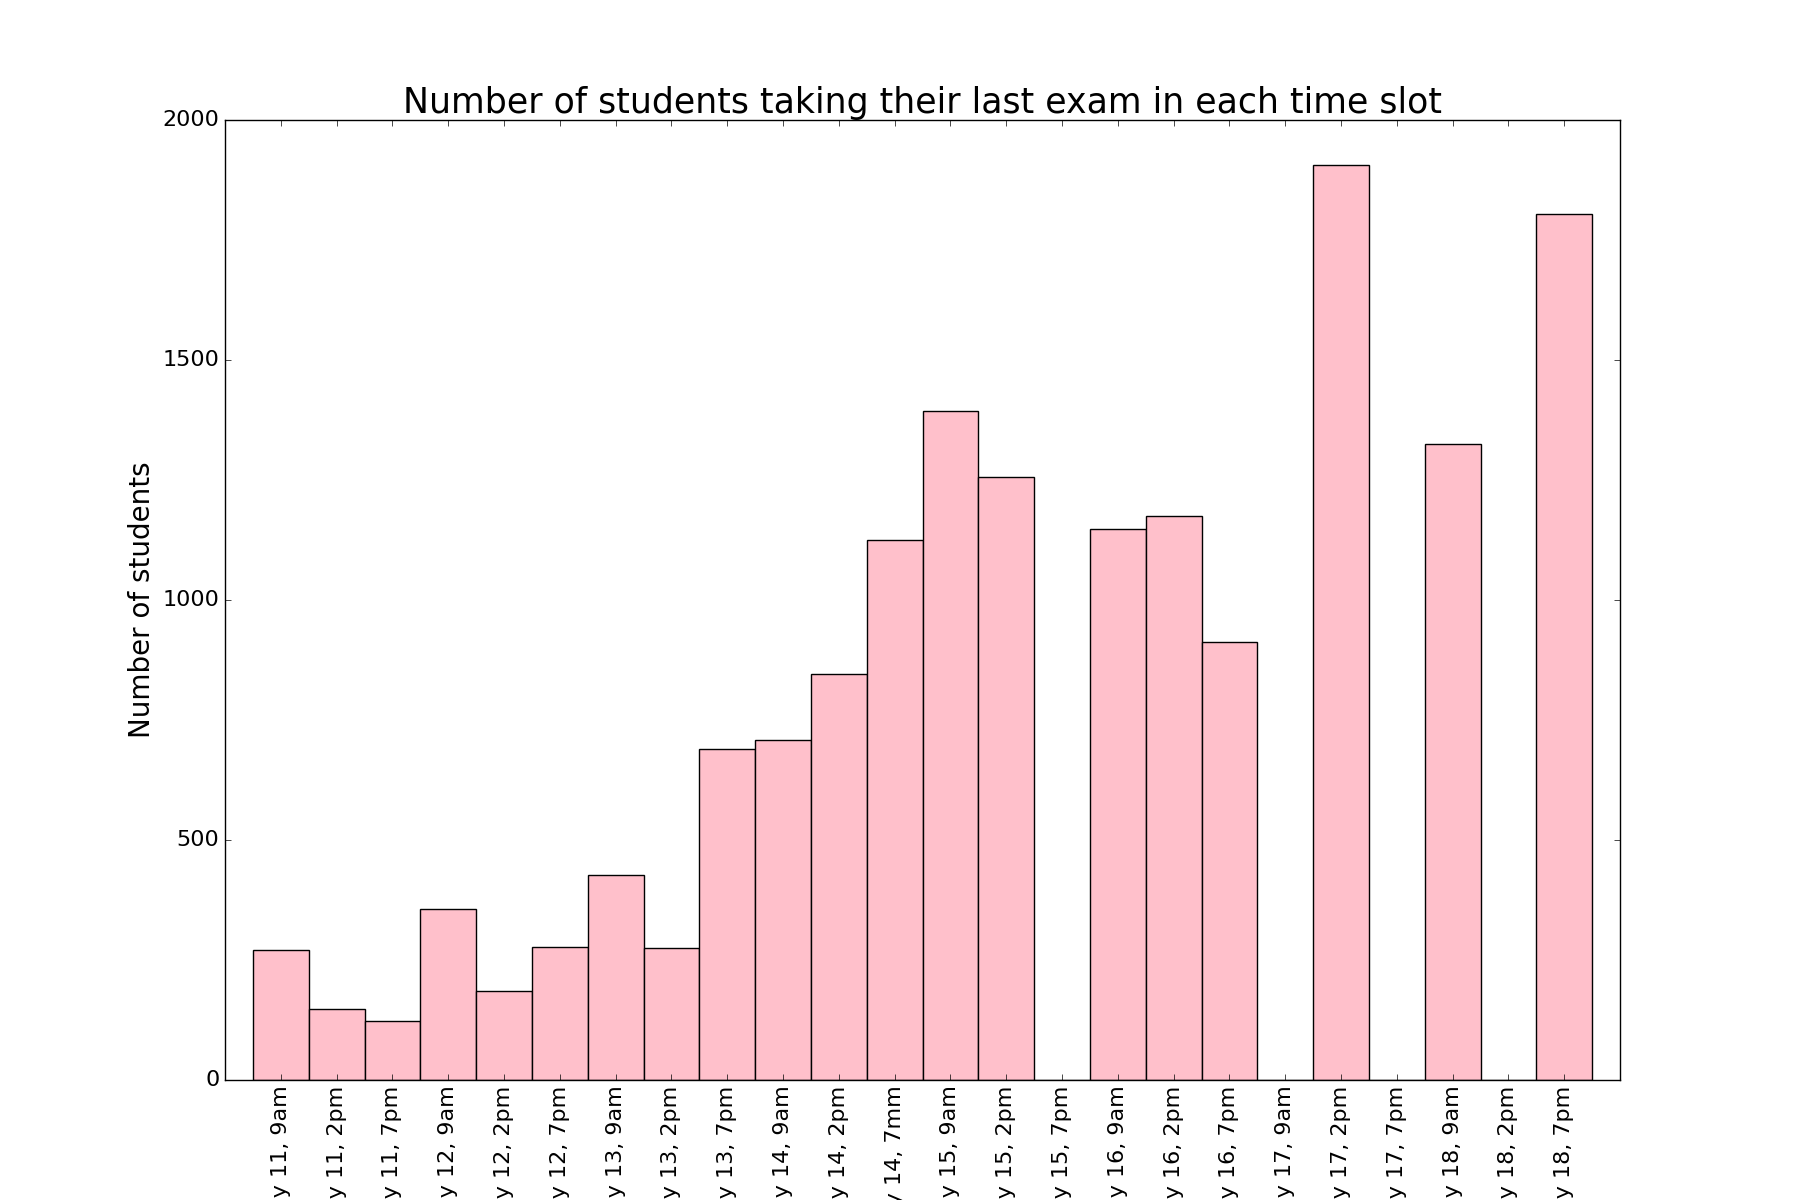 Number of students taking their last exam in each time slot
Number of students
2000
1500
1000
500
0
y 11, 9am
y 11, 2pm
y 11, 7pm
y 12, 9am
y 12, 2pm
y 12, 7pm
y 13, 9am
y 13, 2pm
y 13, 7pm
y 14, 9am
y 14, 2pm
y 14, 7mm
y 15, 9am
y 15, 2pm
y 15, 7pm
y 16, 9am
y 16, 2pm
y 16, 7pm
y 17, 9am
y 17, 2pm
y 17, 7pm
y 18, 9am
y 18, 2pm
y 18, 7pm